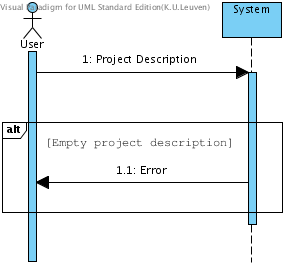 Visual Paradigm for UML Standard Edition(K.U.Leuven)
System
User
1: Project Description
alt
[Empty project description]
1.1: Error